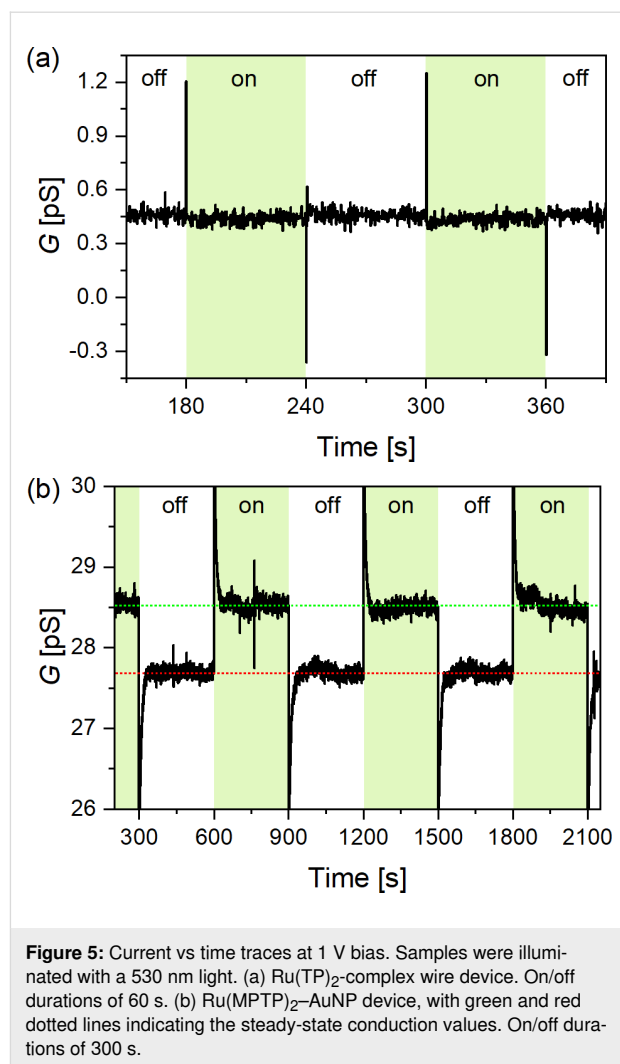 (a)
off on off on off
1.2
0.9
0.6
0.3
0.0
-0.3
G [pS]
180 240 300 360
Time [s]
(b)
off on off on off on
30
29
28
27
26
G [pS]
300 600 900 1200 1500 1800 2100
Time [s]
Figure 5: Current vs time traces at 1 V bias. Samples were illumi-
nated with a 530 nm light. (a) Ru(TP)2-complex wire device. On/off
durations of 60 s. (b) Ru(MPTP)2–AuNP device, with green and red
dotted lines indicating the steady-state conduction values. On/off dura-
tions of 300 s.